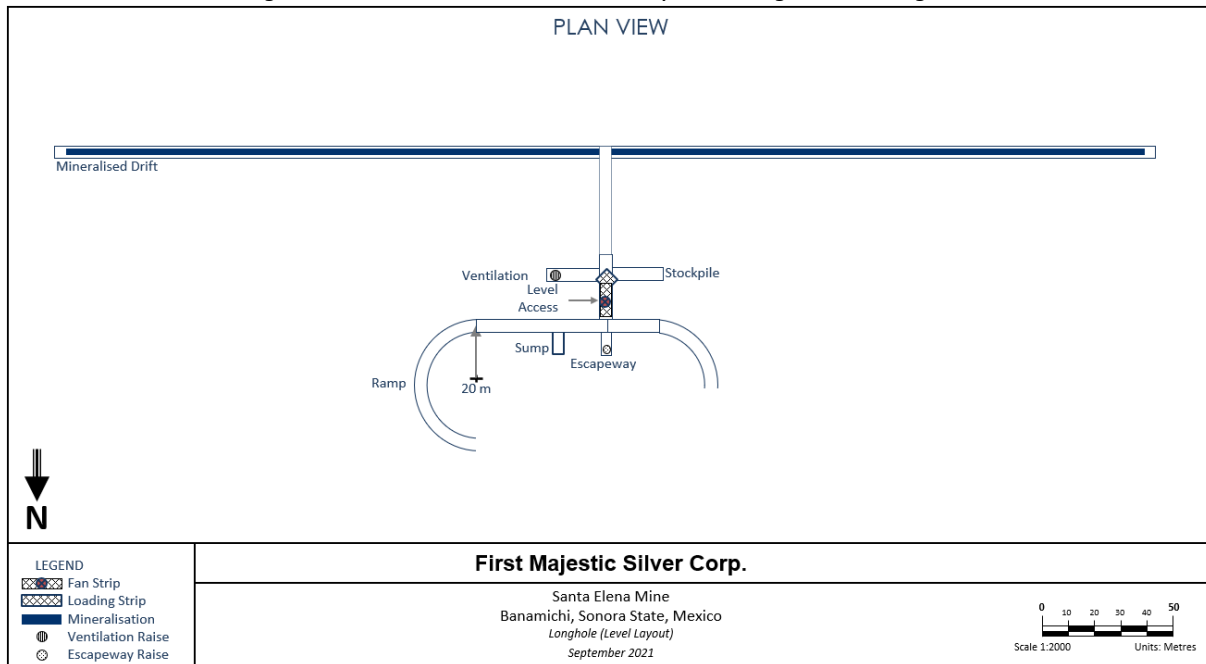 PLAN VIEW
Mineralised Drift
Ventilation
Stockpile
Level
Access
Sump
Escapeway
Ramp
20 m
N
LEGEND
Fan Strip
Loading Strip
Mineralisation
Ventilation Raise
Escapeway Raise
First Majestic Silver Corp.
Santa Elena Mine
Banamichi, Sonora State, Mexico
Longhole (Level Layout)
September 2021
0 10 20 30 40 50
Scale 1:2000 Units: Metres